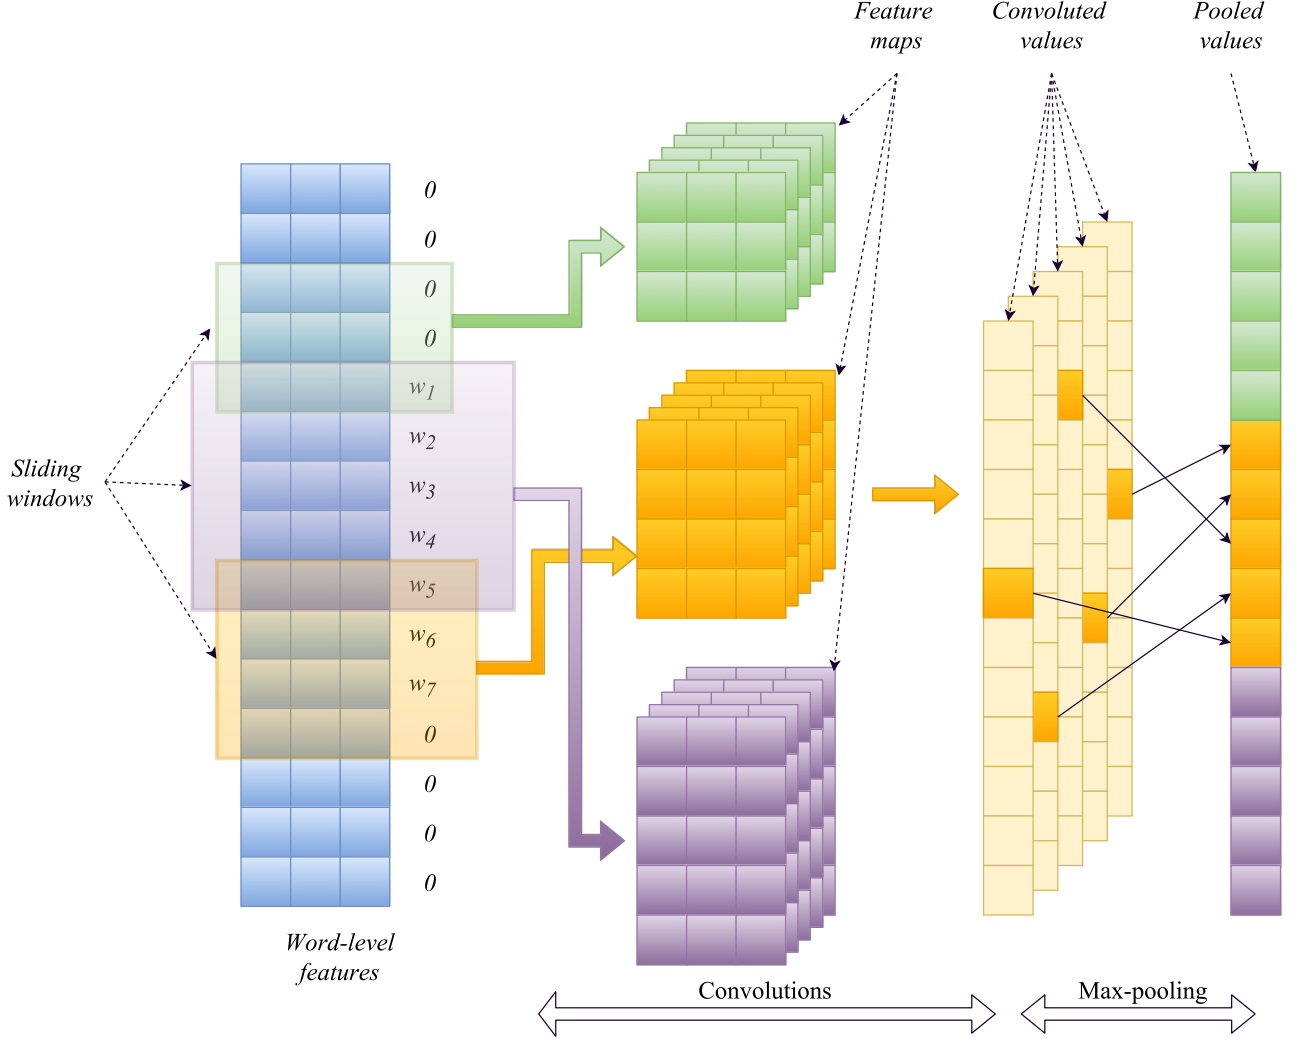 Feature
maps
Convoluted
values
Pooled
values
0
0
0
0
w1
w2
w3
w4
w5
w6
w7
0
0
0
0
Sliding
windows
Word-level
features
Convolutions
Max-pooling